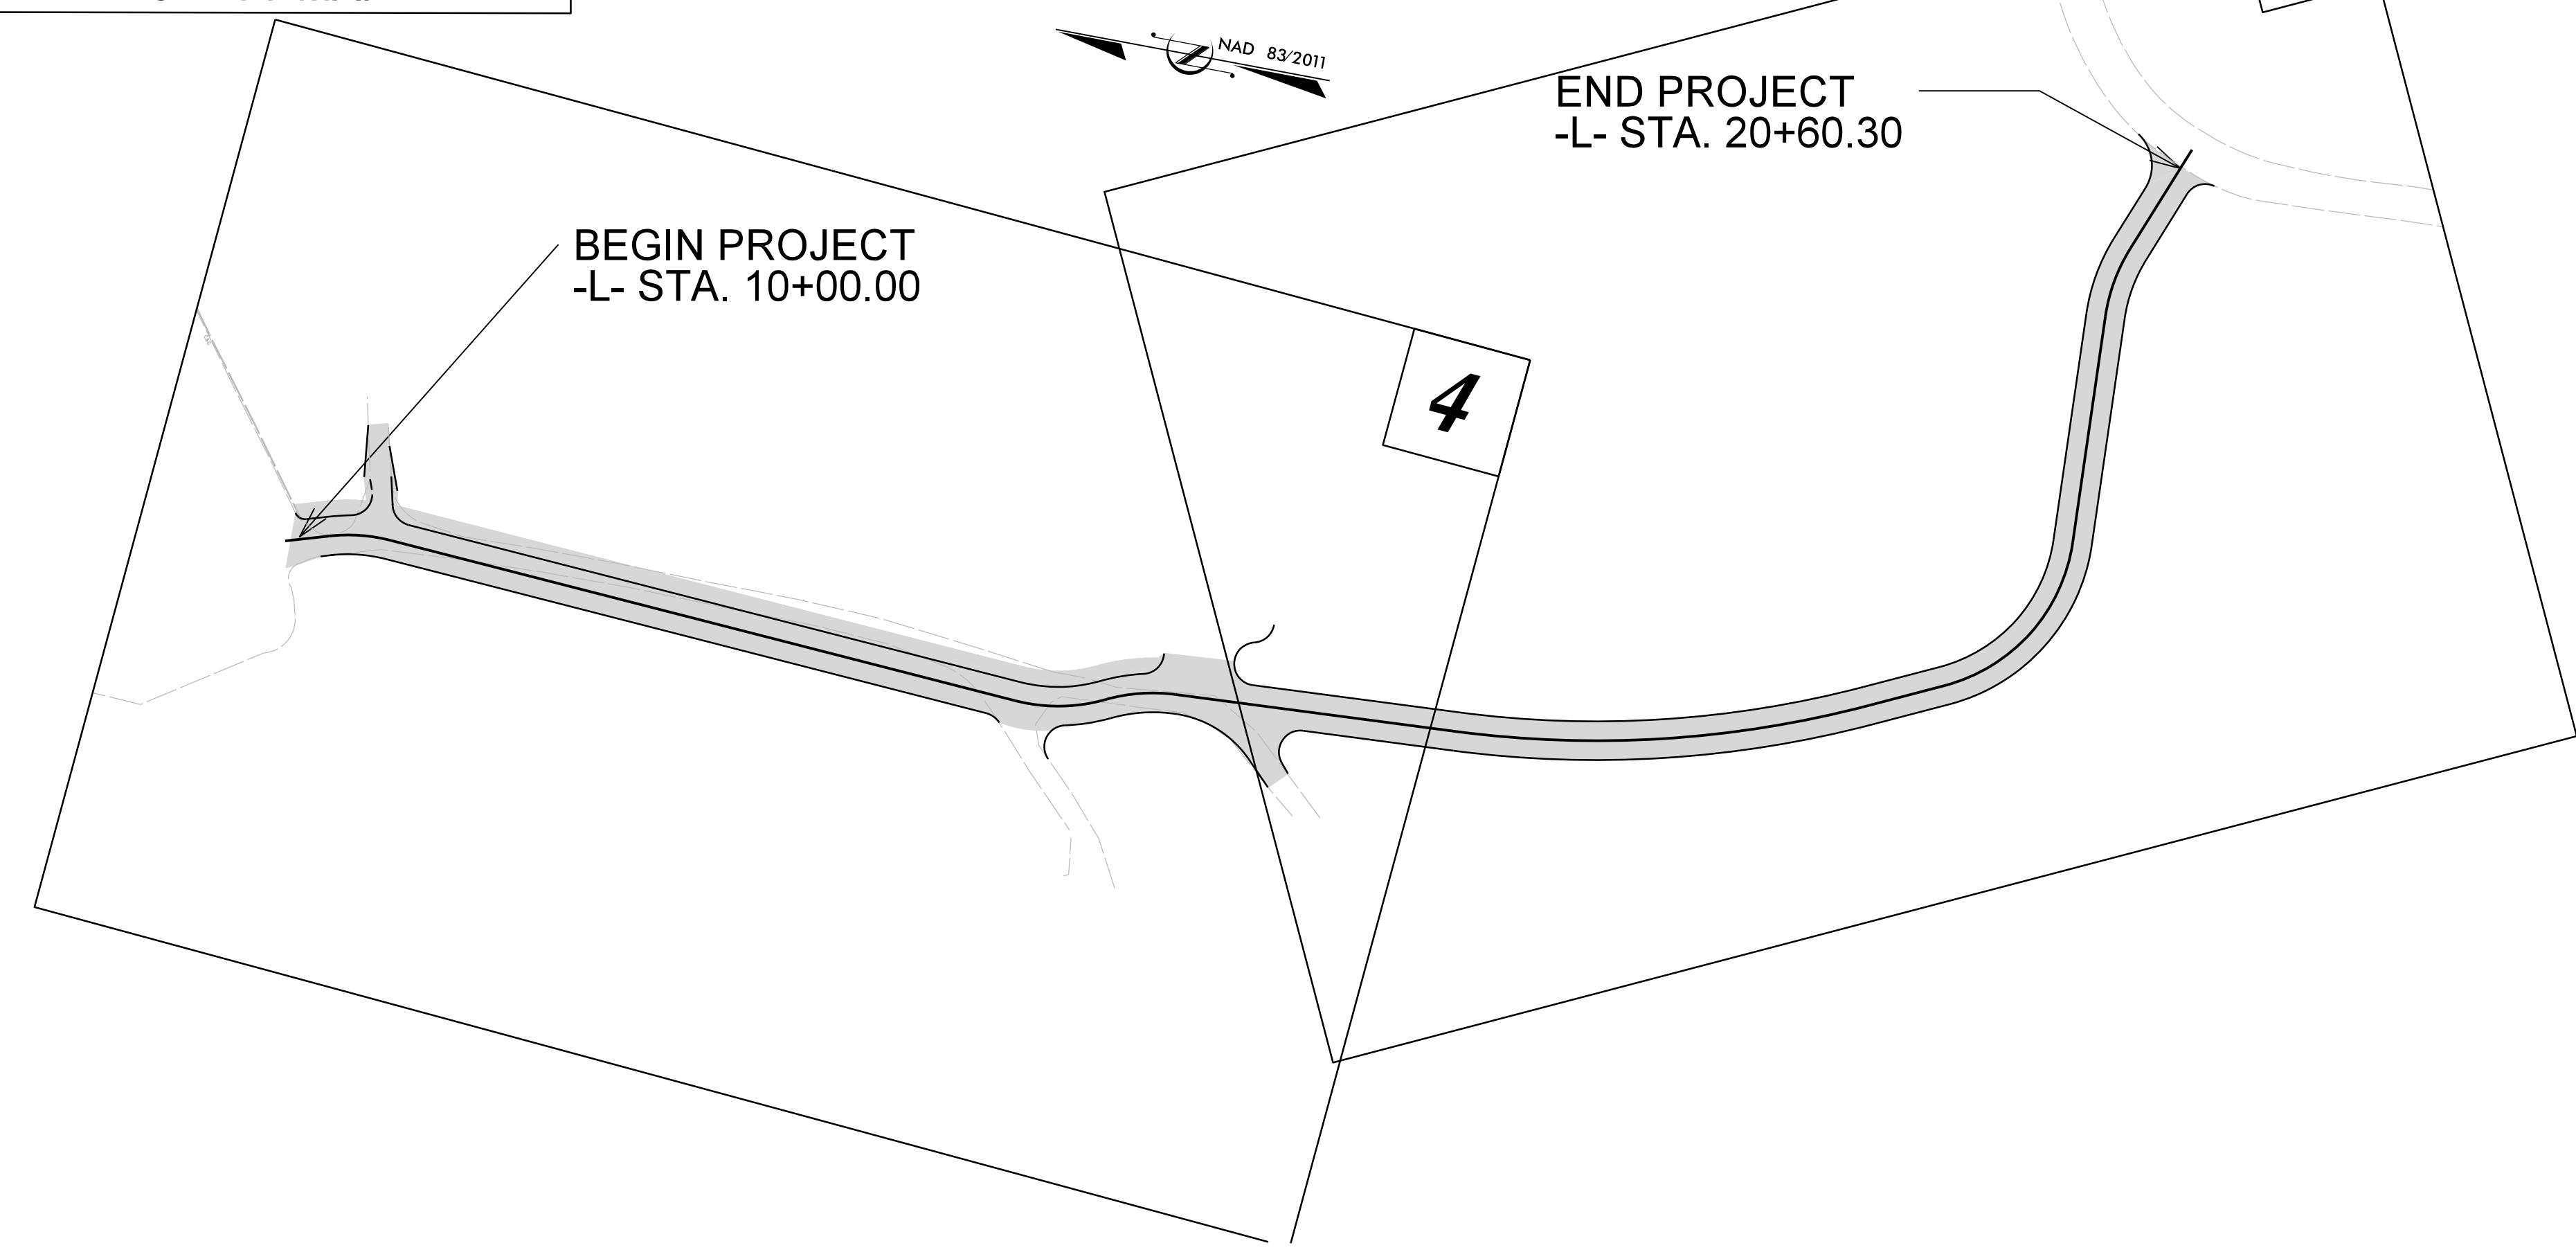 NAD 83/2011
END PROJECT
-L- STA. 20+60.30
BEGIN PROJECT
-L- STA. 10+00.00
4